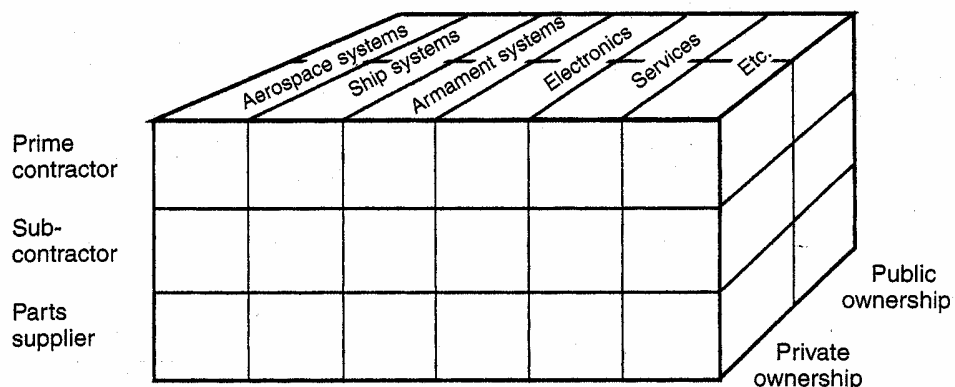 Aerospace systems
Ship systems
Armament systems
Electronics
Services
Etc.
Prime
contractor
Sub-
contractor
Parts
supplier
Public
ownership
Private
ownership